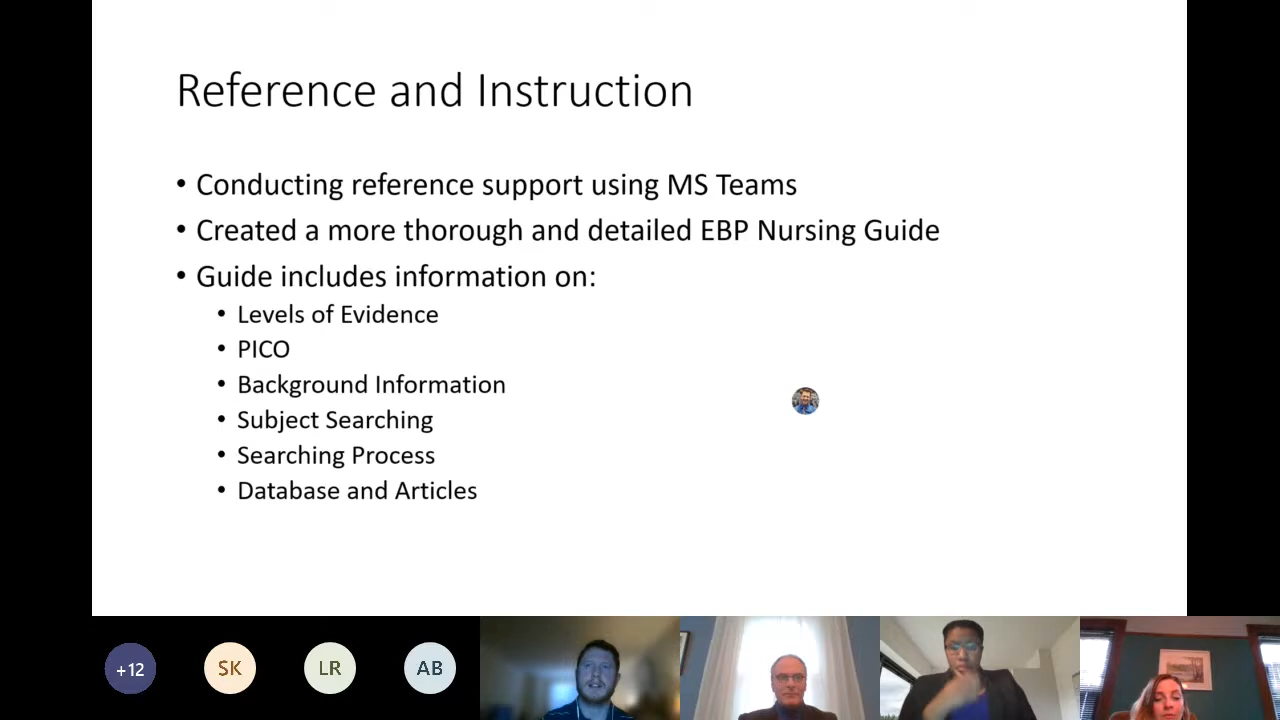 Reference and Instruction
• Conducting reference support using MS Teams
• Created a more thorough and detailed EBP Nursing Guide
• Guide includes information on:
• Levels of Evidence
• PICO
• Background Information
• Subject Searching
• Searching Process
• Database and Articles
+12 SK LR AB